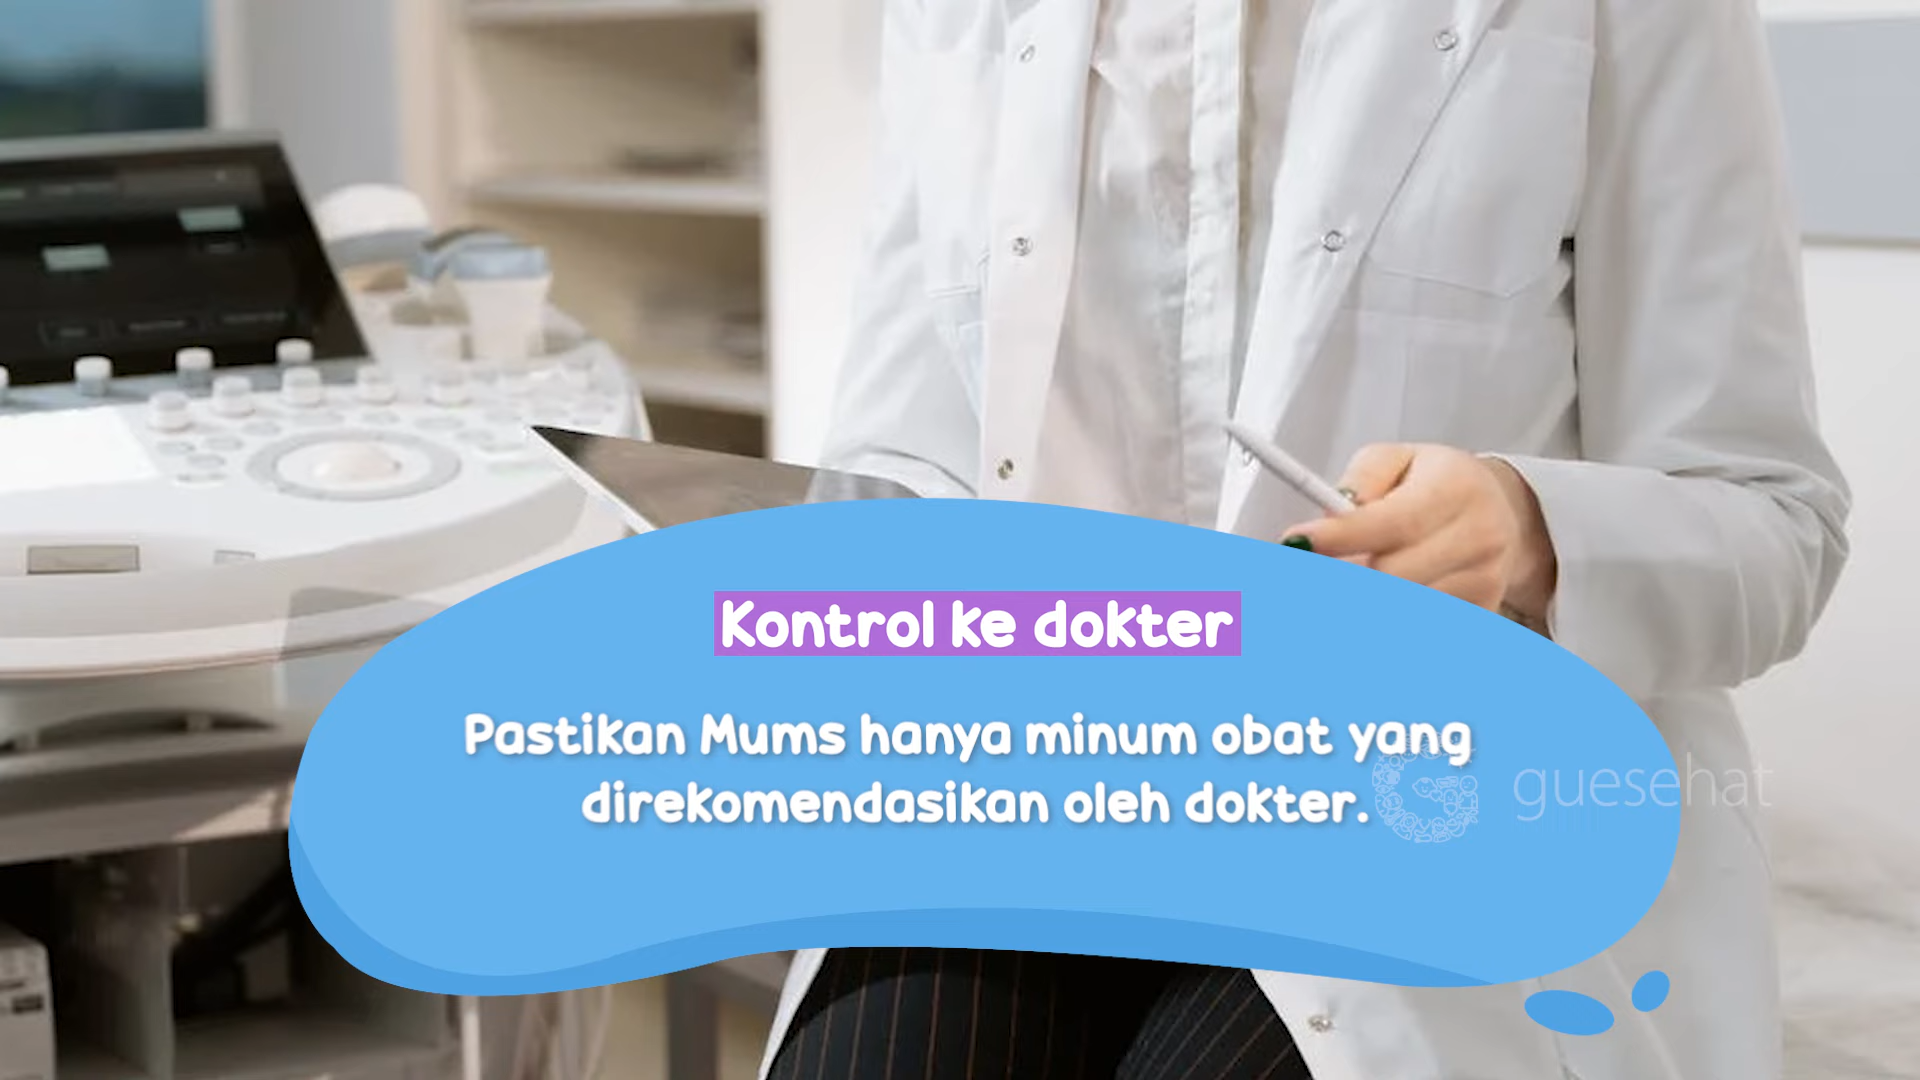 Kontrol ke dokter
Pastikan Mums hanya minum obat yang
direkomendasikan oleh dokter.
guesehat